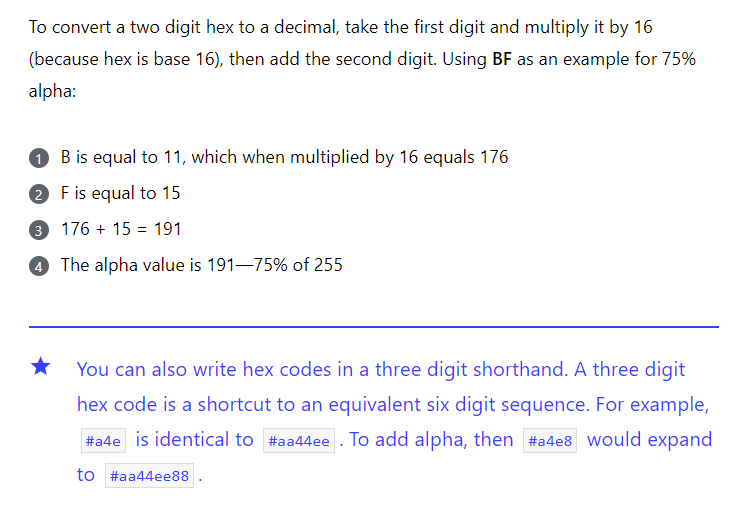 To convert a two digit hex to a decimal, take the first digit and multiply it by 16
(because hex is base 16), then add the second digit. Using BF as an example for 75%
alpha:
1 B is equal to 11, which when multiplied by 16 equals 176
2 F is equal to 15
3 176 + 15 = 191
4 The alpha value is 191—75% of 255
You can also write hex codes in a three digit shorthand. A three digit
hex code is a shortcut to an equivalent six digit sequence. For example,
#a4e is identical to #aa44ee . To add alpha, then #a4e8 would expand
to #aa44ee88 .